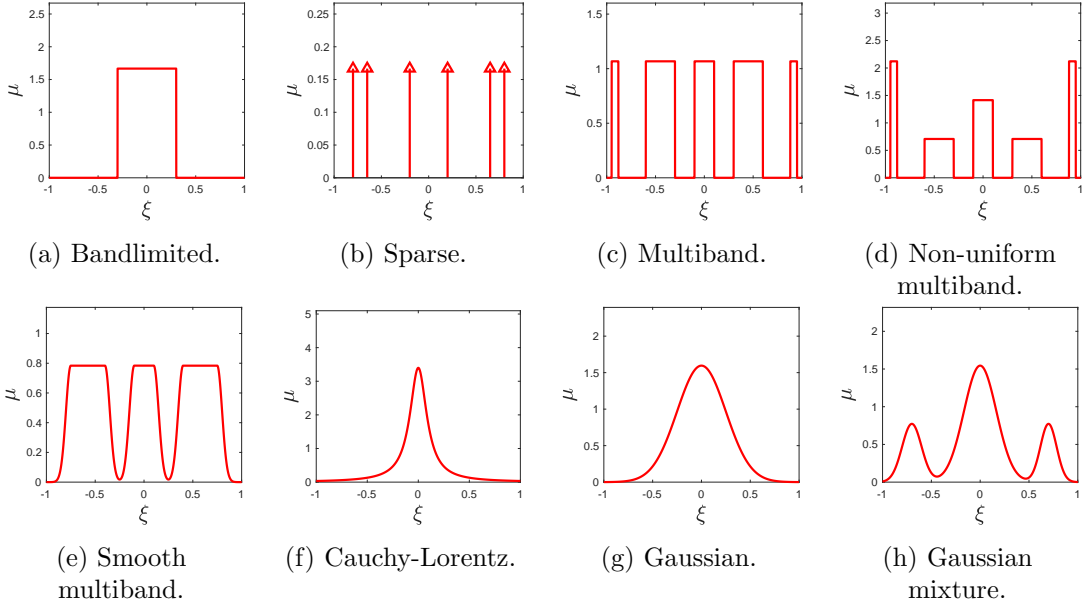 2.5
2
1.5
1
0.5
0
-1 -0.5 0 0.5 1
μ
ξ
(a) Bandlimited.
0.25
0.2
0.15
0.1
0.05
0
-1 -0.5 0 0.5 1
μ
ξ
(b) Sparse.
1.5
1
0.5
0
-1 -0.5 0 0.5 1
μ
ξ
(c) Multiband.
3
2.5
2
1.5
1
0.5
0
-1 -0.5 0 0.5 1
μ
ξ
(d) Non-uniform
multiband.
1
0.8
0.6
0.4
0.2
0
-1 -0.5 0 0.5 1
μ
ξ
(e) Smooth
multiband.
5
4
3
2
1
0
-1 -0.5 0 0.5 1
μ
ξ
(f) Cauchy-Lorentz.
2
1.5
1
0.5
0
-1 -0.5 0 0.5 1
μ
ξ
(g) Gaussian.
2
1.5
1
0.5
0
-1 -0.5 0 0.5 1
μ
ξ
(h) Gaussian
mixture.